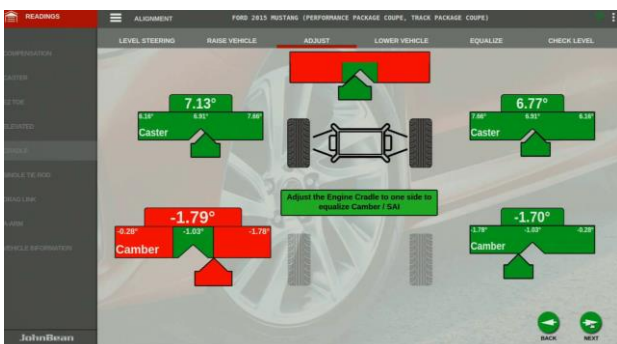 READINGS
ALIGNMENT
FORD 2015 MUSTANG (PERFORMANCE PACKAGE COUPE, TRACK PACKAGE COUPE)
LEVEL STEERING
RAISE VEHICLE
ADJUST
LOWER VEHICLE
EQUALIZE
CHECK LEVEL
COMPENSATION
CASTER
EZ TOE
ELEVATED
CRADLE
SINGLE TIE ROD
DRAG LINK
A-ARM
VEHICLE INFORMATION
7.13°
6.16° 6.91° 7.66°
Caster
6.77°
7.66° 6.91° 6.16°
Caster
Adjust the Engine Cradle to one side to
equalize Camber / SAI
-1.79°
-0.28° -1.03° -1.78°
Camber
-1.70°
-1.78° -1.03° -0.28°
Camber
BACK
NEXT
JohnBean